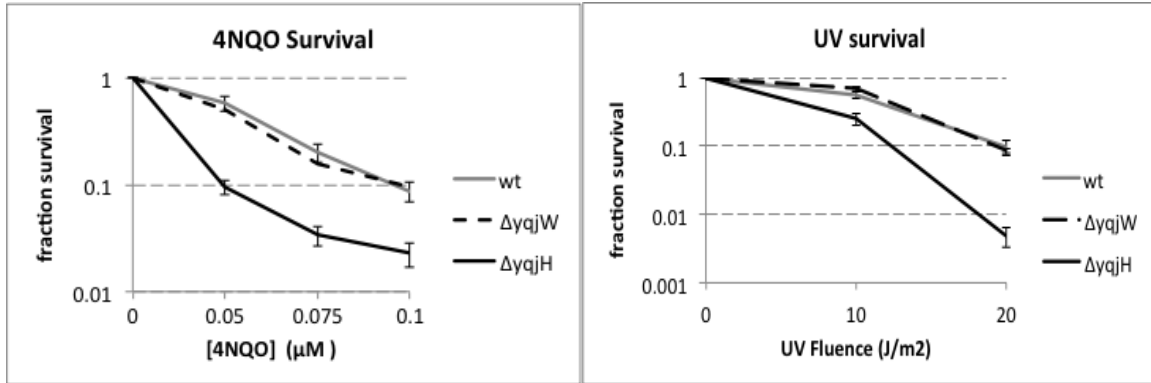 4NQO Survival
fraction survival
1
0.1
0.01
0
0.05
0.075
0.1
[4NQO] (μM )
wt
ΔyqjW
ΔyqjH
UV survival
fraction survival
1
0.1
0.01
0.001
0
10
20
UV Fluence (J/m2)
wt
ΔyqjW
ΔyqjH